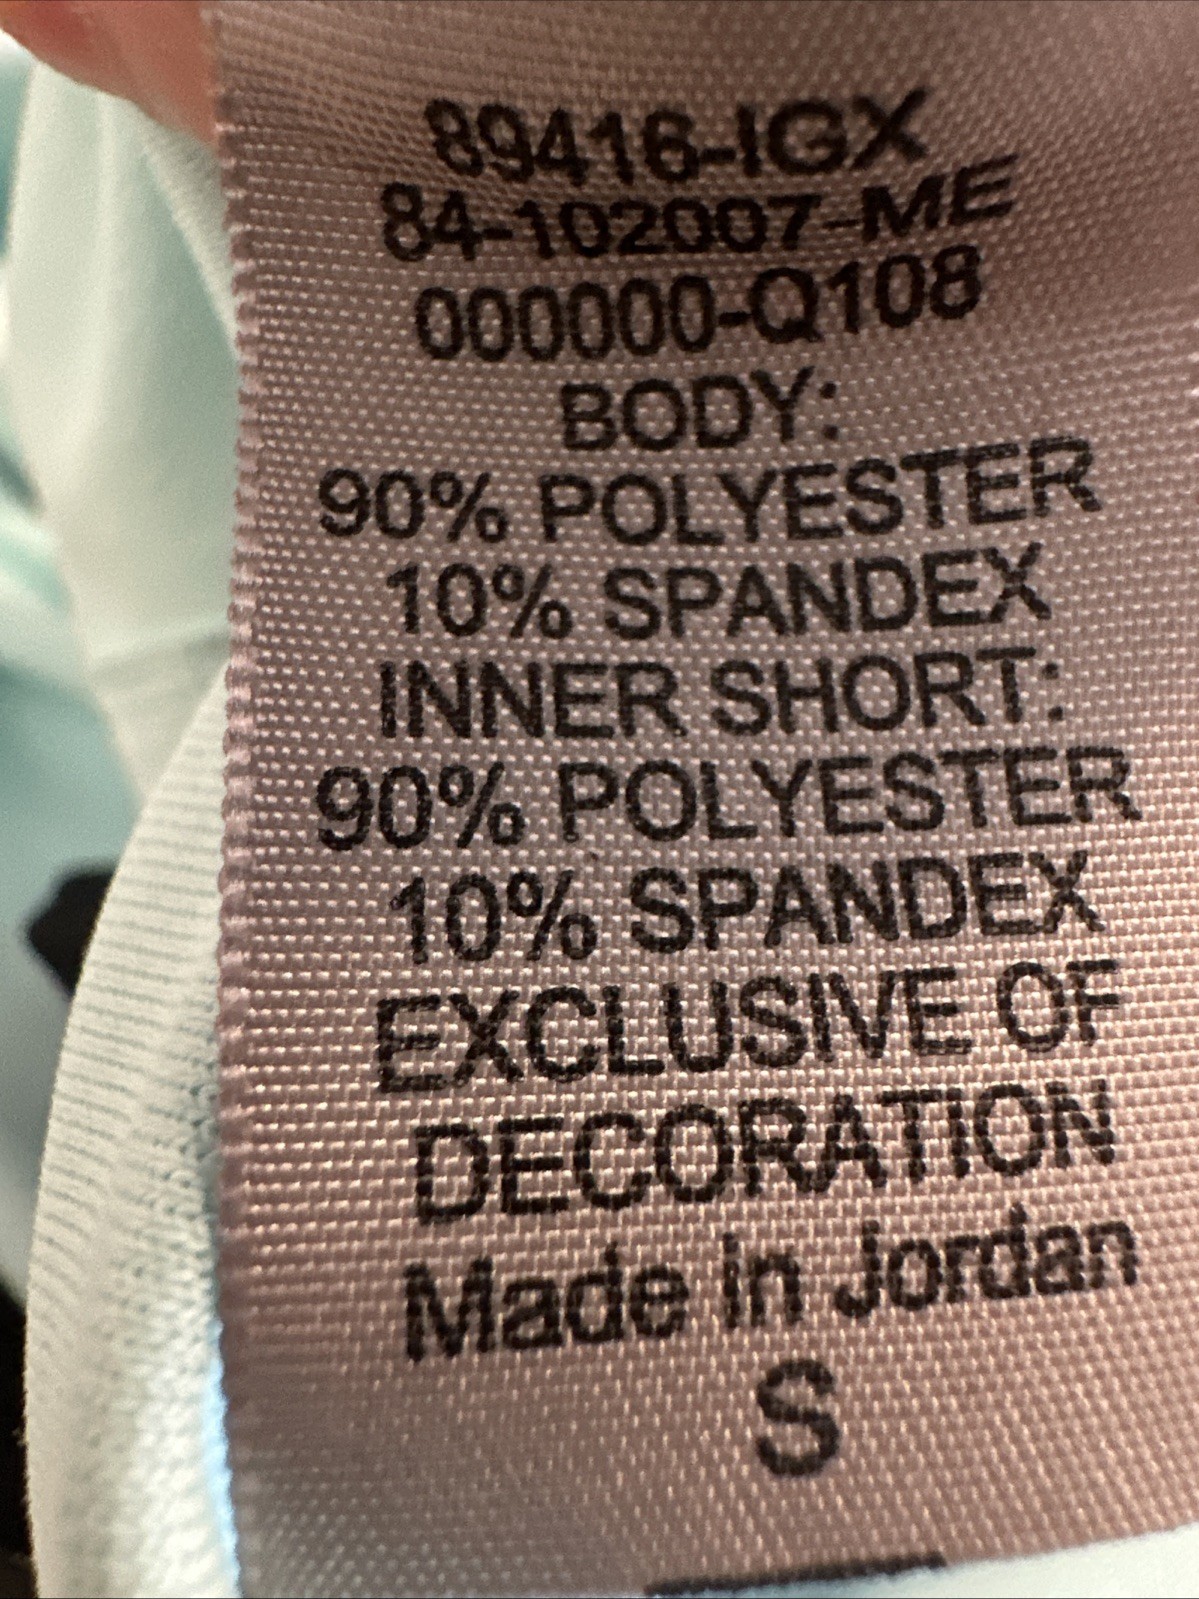 89416-IGX
84-102007-ME
000000-Q108
BODY:
90% POLYESTER
10% SPANDEX
INNER SHORT:
90% POLYESTER
10% SPANDEX
EXCLUSIVE OF
DECORATION
Made in Jordan
S